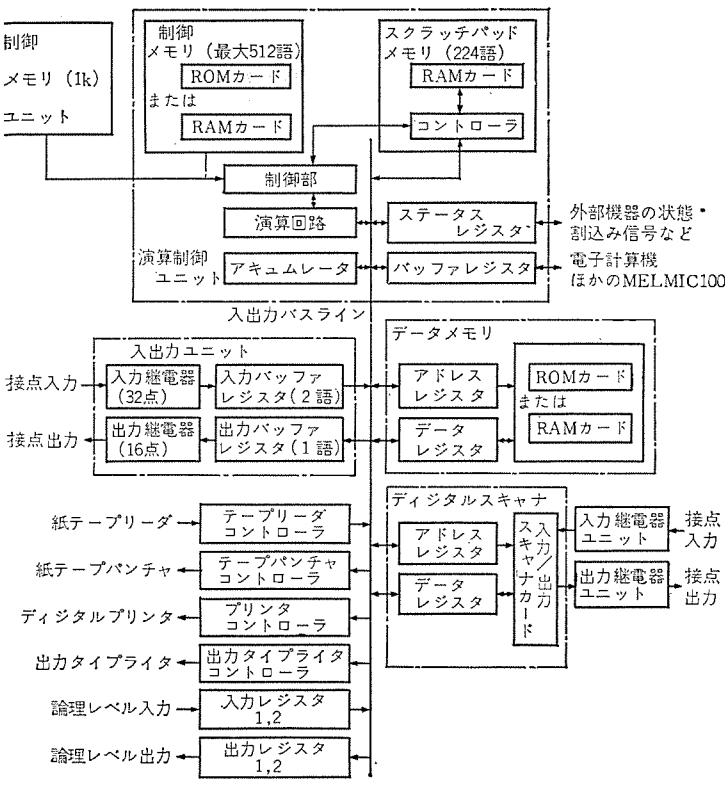 制御
メモリ (1k)
ユニット
制御
メモリ (最大512語)
ROMカード
または
RAMカード
スクラッチパッド
メモリ (224語)
RAMカード
コントローラ
制御部
演算回路
ステータス
レジスタ
外部機器の状態・
割込み信号など
演算制御
ユニット
アキュムレータ
バッファレジスタ
電子計算機
ほかのMELMIC100
入出力バスライン
入出力ユニット
接点入力
入力継電器
(32点)
入力バッファ
レジスタ(2語)
接点出力
出力継電器
(16点)
出力バッファ
レジスタ(1語)
データメモリ
アドレス
レジスタ
データ
レジスタ
ROMカード
または
RAMカード
紙テープリーダ
テープリーダ
コントローラ
紙テープパンチャ
テープパンチャ
コントローラ
ディジタルプリンタ
プリンタ
コントローラ
出力タイプライタ
出力タイプライタ
コントローラ
論理レベル入力
入力レジスタ
1,2
論理レベル出力
出力レジスタ
1,2
ディジタルスキャナ
アドレス
レジスタ
データ
レジスタ
入力/出力
スキャナカード
入力継電器
ユニット
接点
入力
出力継電器
ユニット
接点
出力